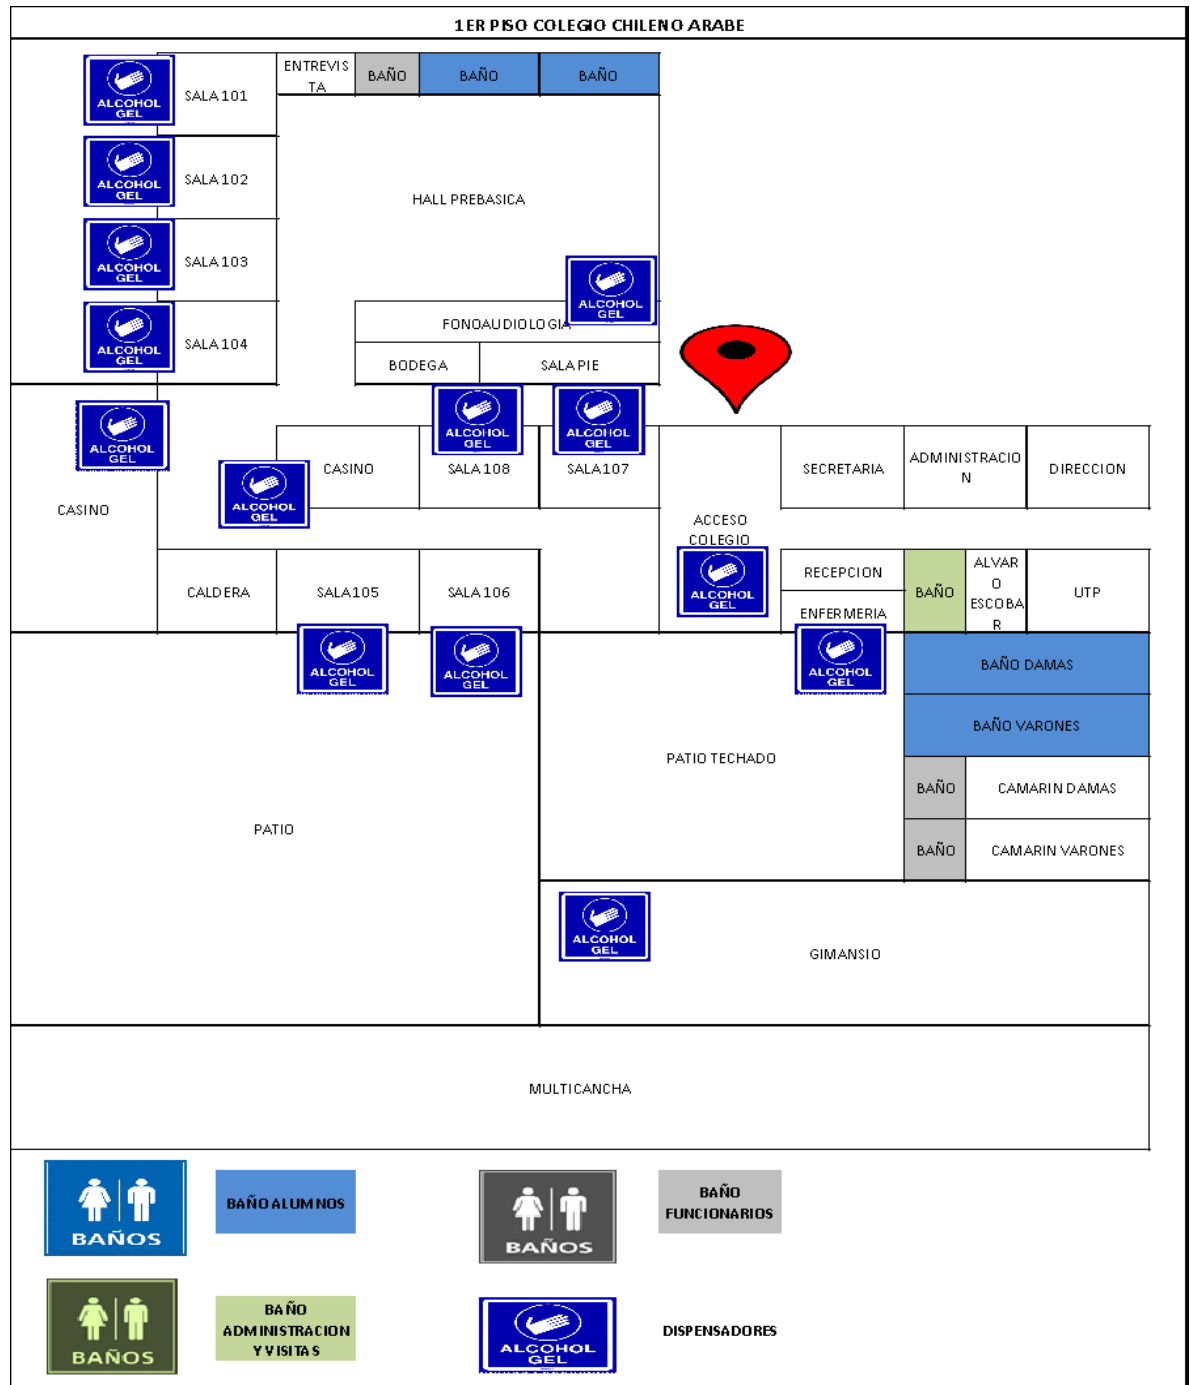 1ER PISO COLEGIO CHILENO ARABE
ALCOHOL
GEL
SALA 101
ENTREVIS
TA
BAÑO
BAÑO
BAÑO
ALCOHOL
GEL
SALA 102
HALL PREBASICA
ALCOHOL
GEL
SALA 103
ALCOHOL
GEL
ALCOHOL
GEL
SALA 104
FONOAUDIOLOGIA
BODEGA
SALA PIE
ALCOHOL
GEL
ALCOHOL
GEL
ALCOHOL
GEL
CASINO
ALCOHOL
GEL
CASINO
SALA 108
SALA107
ACCESO
COLEGIO
SECRETARIA
ADMINISTRACIO
N
DIRECCION
CALDERA
SALA105
SALA 106
ALCOHOL
GEL
RECEPCION
ENFERMERIA
BAÑO
ALVAR
O
ESCOBA
R
UTP
ALCOHOL
GEL
ALCOHOL
GEL
ALCOHOL
GEL
BAÑO DAMAS
BAÑO VARONES
PATIO TECHADO
BAÑO
CAMARIN DAMAS
PATIO
BAÑO
CAMARIN VARONES
ALCOHOL
GEL
GIMANSIO
MULTICANCHA
BAÑOS
BAÑO ALUMNOS
BAÑOS
BAÑO
FUNCIONARIOS
BAÑOS
BAÑO
ADMINISTRACION
Y VISITAS
ALCOHOL
GEL
DISPENSADORES